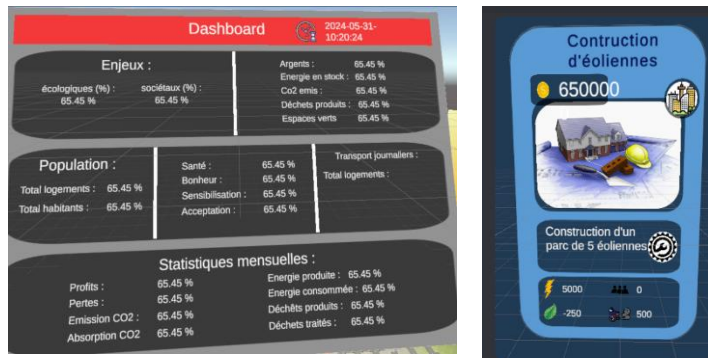 Dashboard
2024-05-31-
10:20:24
Enjeux :
écologiques (%) :
65.45 %
sociétaux (%) :
65.45 %
Argents : 65.45 %
Energie en stock : 65.45 %
Co2 emis : 65.45 %
Déchets produits : 65.45 %
Espaces verts 65.45 %
Population :
Total logements : 65.45 %
Total habitants : 65.45 %
Santé : 65.45 %
Bonheur : 65.45 %
Sensibilisation : 65.45 %
Acceptation : 65.45 %
Transport journaliers :
Total logements :
Statistiques mensuelles :
Profits : 65.45 %
Pertes : 65.45 %
Emission CO2 : 65.45 %
Absorption CO2 65.45 %
Energie produite : 65.45 %
Energie consommée : 65.45 %
Déchêts produits : 65.45 %
Déchets traités : 65.45 %
Contruction
d'éoliennes
650000
Construction d'un
parc de 5 éoliennes
5000 0
-250 500